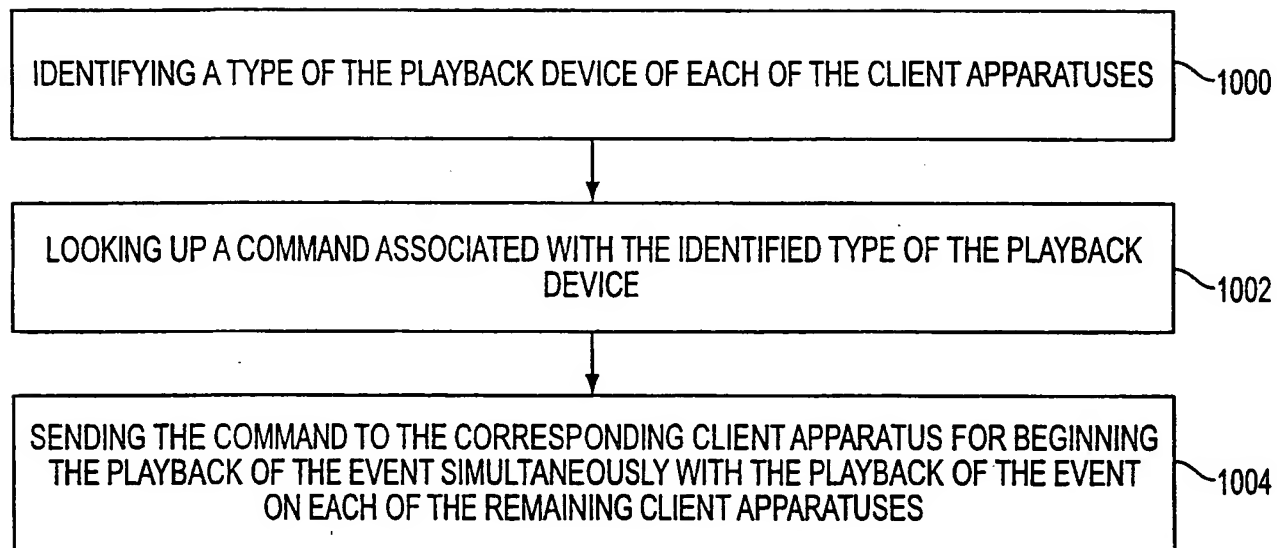 IDENTIFYING A TYPE OF THE PLAYBACK DEVICE OF EACH OF THE CLIENT APPARATUSES
1000
LOOKING UP A COMMAND ASSOCIATED WITH THE IDENTIFIED TYPE OF THE PLAYBACK
DEVICE
1002
SENDING THE COMMAND TO THE CORRESPONDING CLIENT APPARATUS FOR BEGINNING
THE PLAYBACK OF THE EVENT SIMULTANEOUSLY WITH THE PLAYBACK OF THE EVENT
ON EACH OF THE REMAINING CLIENT APPARATUSES
1004